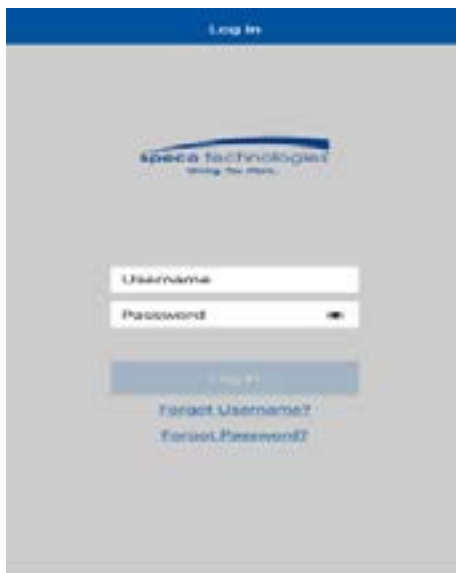 Log In
speco technologies
Username
Password
Log In
Forgot Username?
Forgot Password?